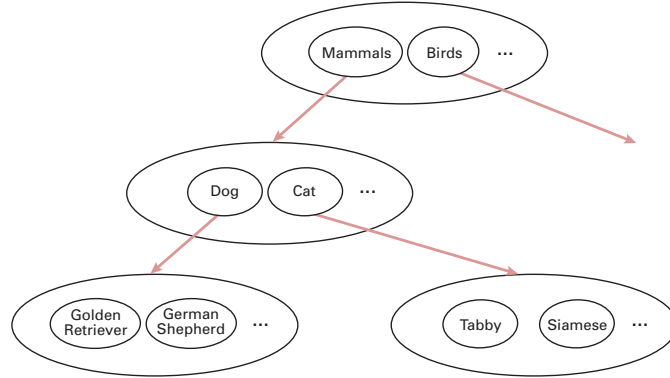 Mammals Birds ...
Dog Cat ...
Golden
Retriever
German
Shepherd
...
Tabby Siamese ...